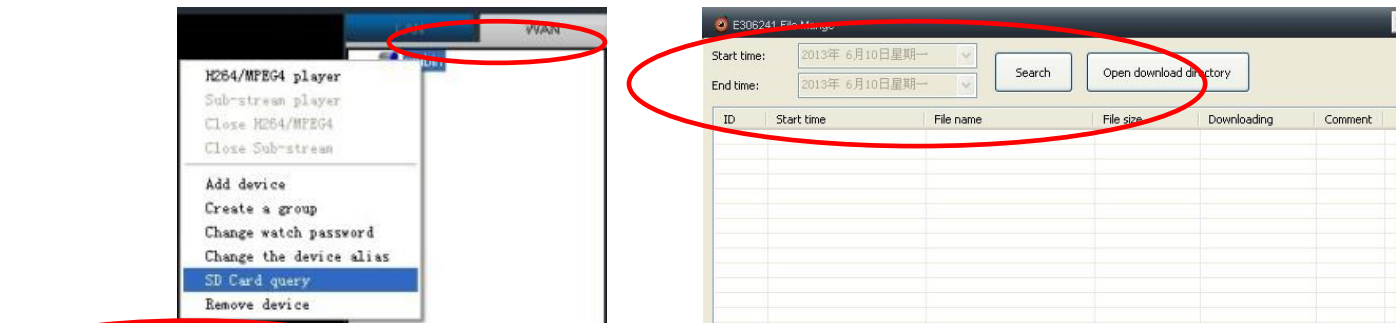 LAN WAN
H264/MPEG4 player
Sub-stream player
Close H264/MPEG4
Close Sub-stream
Add device
Create a group
Change watch password
Change the device alias
SD Card query
Remove device
E306241 File Mange
Start time: 2013年 6月10日星期一
End time: 2013年 6月10日星期一
Search
Open download directory
ID Start time File name File size Downloading Comment